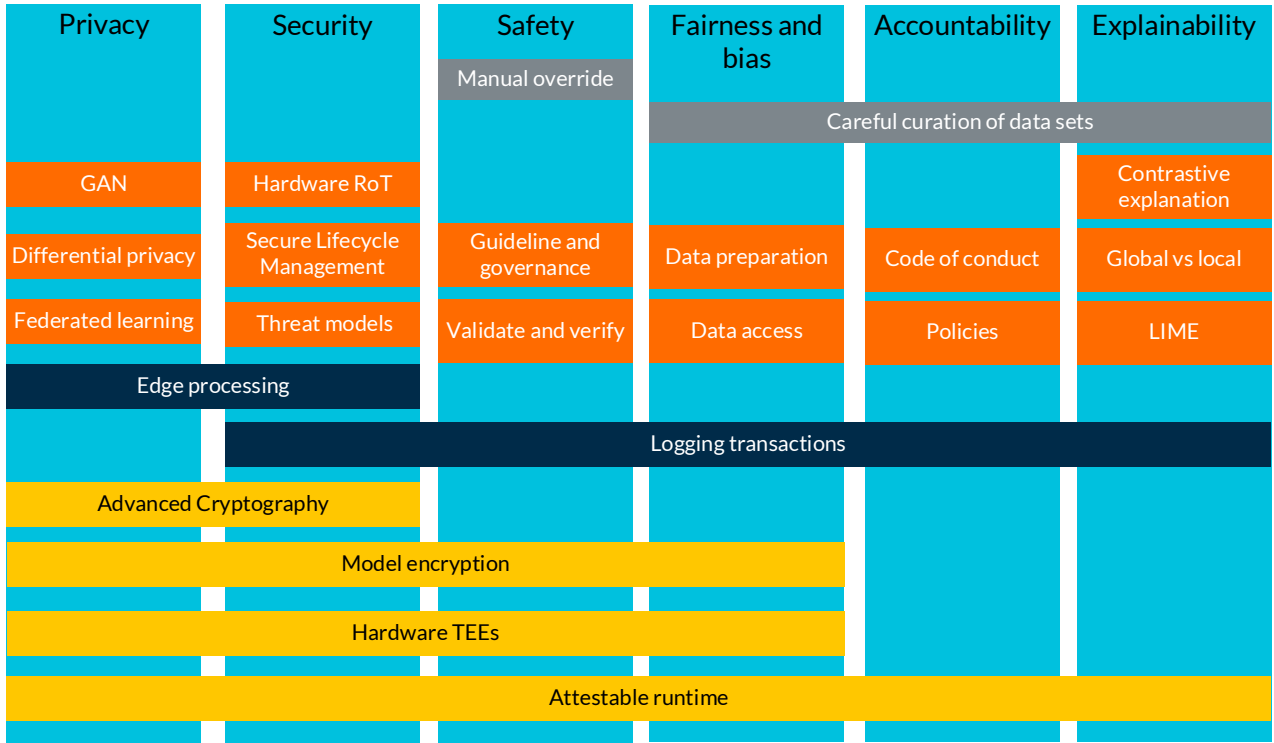 Privacy
Security
Safety
Fairness and
bias
Accountability
Explainability
Manual override
Careful curation of data sets
GAN
Hardware RoT
Contrastive
explanation
Differential privacy
Secure Lifecycle
Management
Guideline and
governance
Data preparation
Code of conduct
Global vs local
Federated learning
Threat models
Validate and verify
Data access
Policies
LIME
Edge processing
Logging transactions
Advanced Cryptography
Model encryption
Hardware TEEs
Attestable runtime